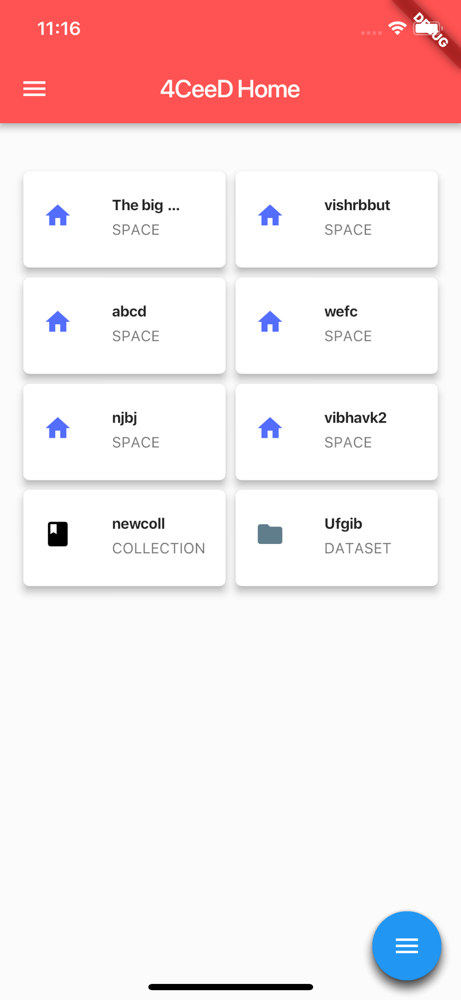 11:16
DEBUG
4CeeD Home
The big ...
SPACE
vishrbbut
SPACE
abcd
SPACE
wefc
SPACE
njbj
SPACE
vibhavk2
SPACE
newcoll
COLLECTION
Ufgib
DATASET